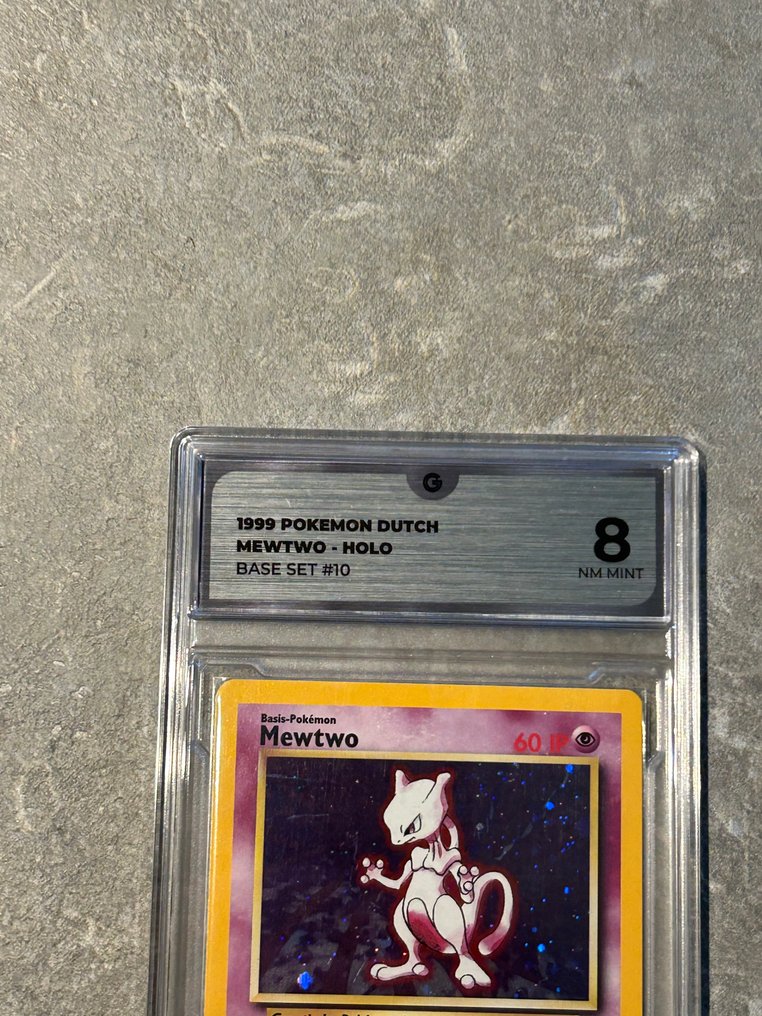 G
1999 POKEMON DUTCH
MEWTWO - HOLO
BASE SET #10
8
NM MINT
Basis-Pokémon
Mewtwo
60 IP